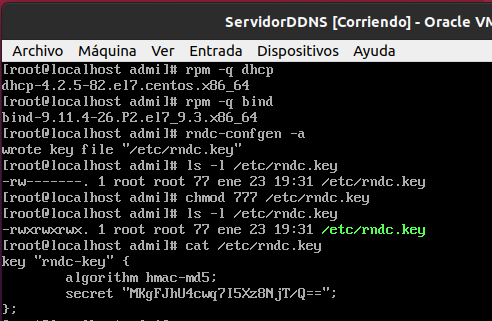 ServidorDDNS [Corriendo] - Oracle VM
Archivo Máquina Ver Entrada Dispositivos Ayuda
[root@localhost admi]# rpm -q dhcp
dhcp-4.2.5-82.el7.centos.x86_64
[root@localhost admi]# rpm -q bind
bind-9.11.4-26.P2.el7_9.3.x86_64
[root@localhost admi]# rndc-confgen -a
wrote key file "/etc/rndc.key"
[root@localhost admi]# ls -l /etc/rndc.key
-rw-------. 1 root root 77 ene 23 19:31 /etc/rndc.key
[root@localhost admi]# chmod 777 /etc/rndc.key
[root@localhost admi]# ls -l /etc/rndc.key
-rwxrwxrwx. 1 root root 77 ene 23 19:31 /etc/rndc.key
[root@localhost admi]# cat /etc/rndc.key
key "rndc-key" {
algorithm hmac-md5;
secret "MKgFJhU4cwq7I5Xz8NjT/Q==";
};